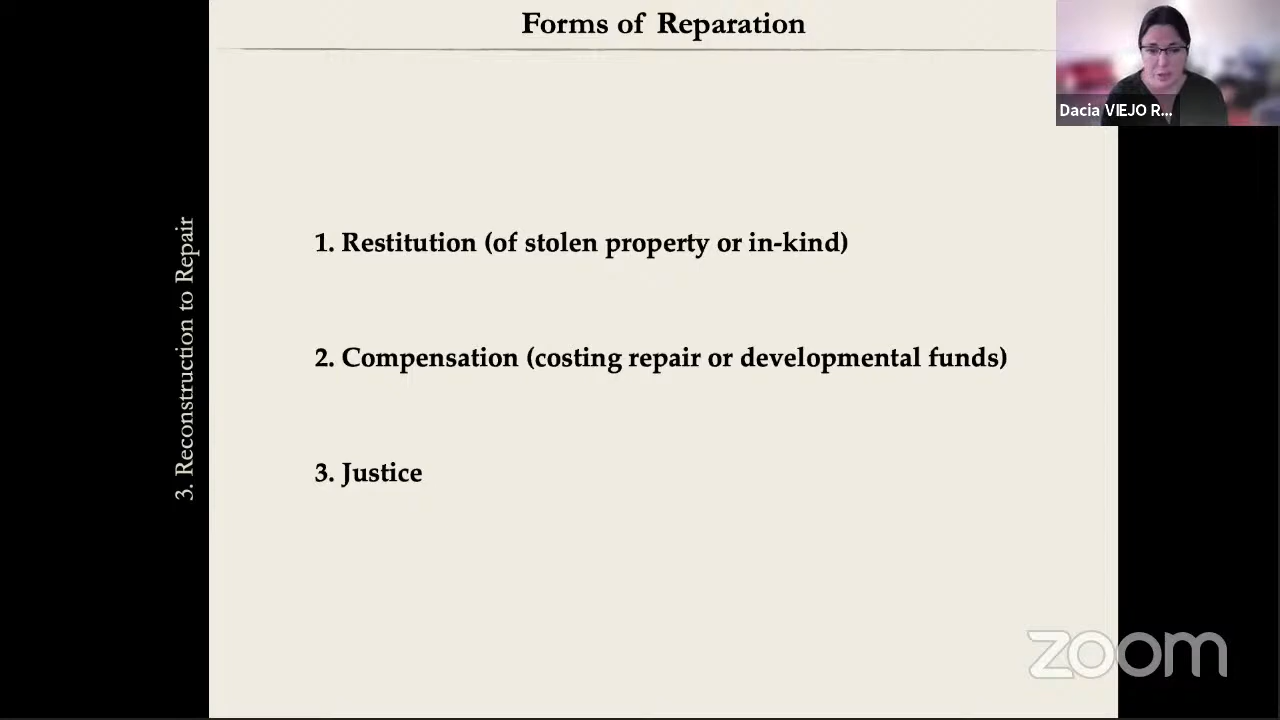 Forms of Reparation
Dacia VIEJO R...
1. Restitution (of stolen property or in-kind)
2. Compensation (costing repair or developmental funds)
3. Justice
3. Reconstruction to Repair
zoom